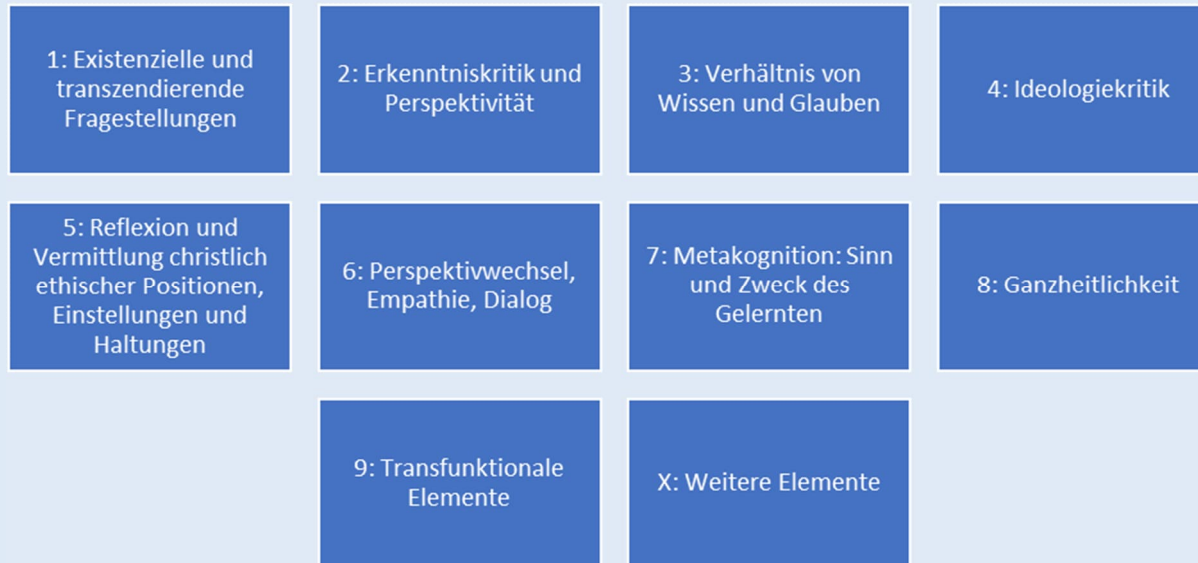 1: Existenzielle und
transzendierende
Fragestellungen
2: Erkenntniskritik und
Perspektivität
3: Verhältnis von
Wissen und Glauben
4: Ideologiekritik
5: Reflexion und
Vermittlung christlich
ethischer Positionen,
Einstellungen und
Haltungen
6: Perspektivwechsel,
Empathie, Dialog
7: Metakognition: Sinn
und Zweck des
Gelernten
8: Ganzheitlichkeit
9: Transfunktionale
Elemente
X: Weitere Elemente